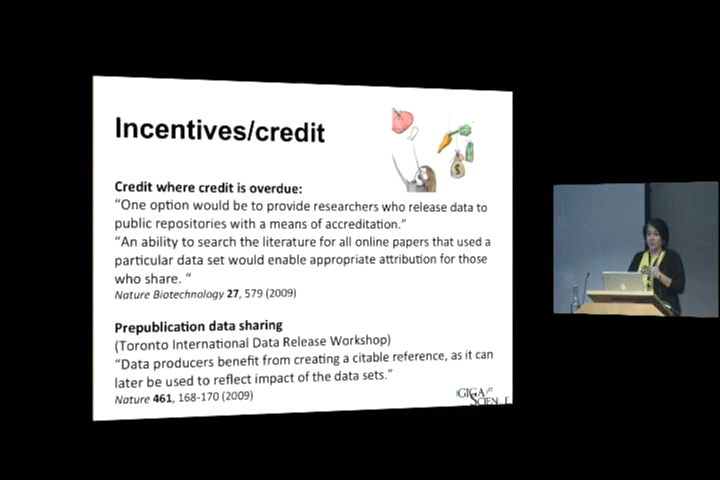 Incentives/credit
$
Credit where credit is overdue:
“One option would be to provide researchers who release data to
public repositories with a means of accreditation.”
“An ability to search the literature for all online papers that used a
particular data set would enable appropriate attribution for those
who share. “
Nature Biotechnology 27, 579 (2009)
Prepublication data sharing
(Toronto International Data Release Workshop)
“Data producers benefit from creating a citable reference, as it can
later be used to reflect impact of the data sets.”
Nature 461, 168-170 (2009)
GIGA